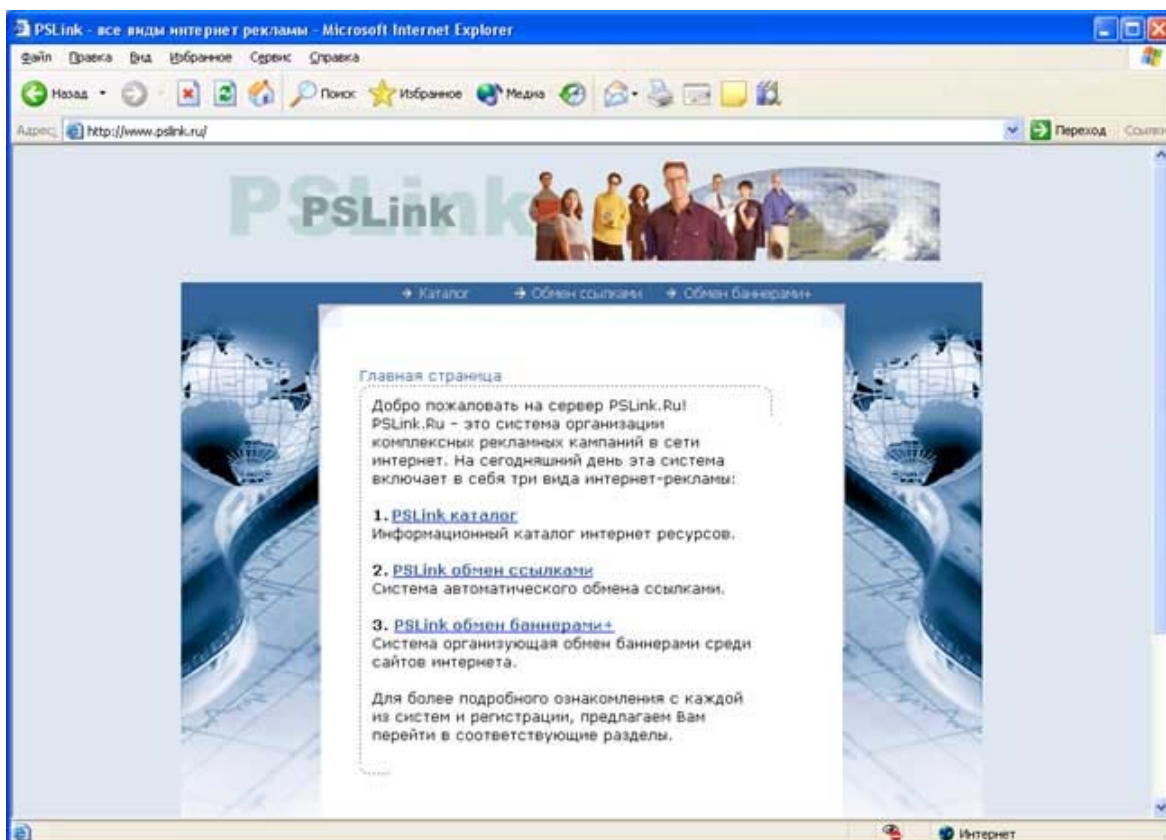 PSLink - все виды интернет рекламы - Microsoft Internet Explorer
Файл Правка Вид Избранное Сервис Справка
Назад Поиск Избранное Медиа
Адрес: http://www.pslink.ru/ Переход Ссылки
PSLink
PSLink
Каталог Обмен ссылками Обмен баннерами+
Главная страница
Добро пожаловать на сервер PSLink.Ru!
PSLink.Ru – это система организации
комплексных рекламных кампаний в сети
интернет. На сегодняшний день эта система
включает в себя три вида интернет-рекламы:
1. PSLink каталог
Информационный каталог интернет ресурсов.
2. PSLink обмен ссылками
Система автоматического обмена ссылками.
3. PSLink обмен баннерами+
Система организующая обмен баннерами среди
сайтов интернета.
Для более подробного ознакомления с каждой
из систем и регистрации, предлагаем Вам
перейти в соответствующие разделы.
Интернет